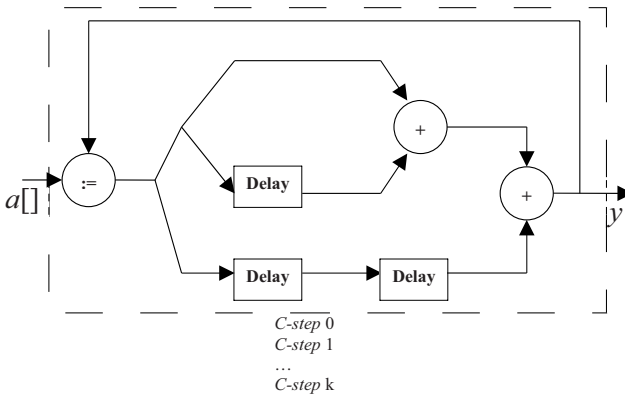 +
:=
a[]
Delay
+
y
Delay
Delay
C-step 0
C-step 1
...
C-step k